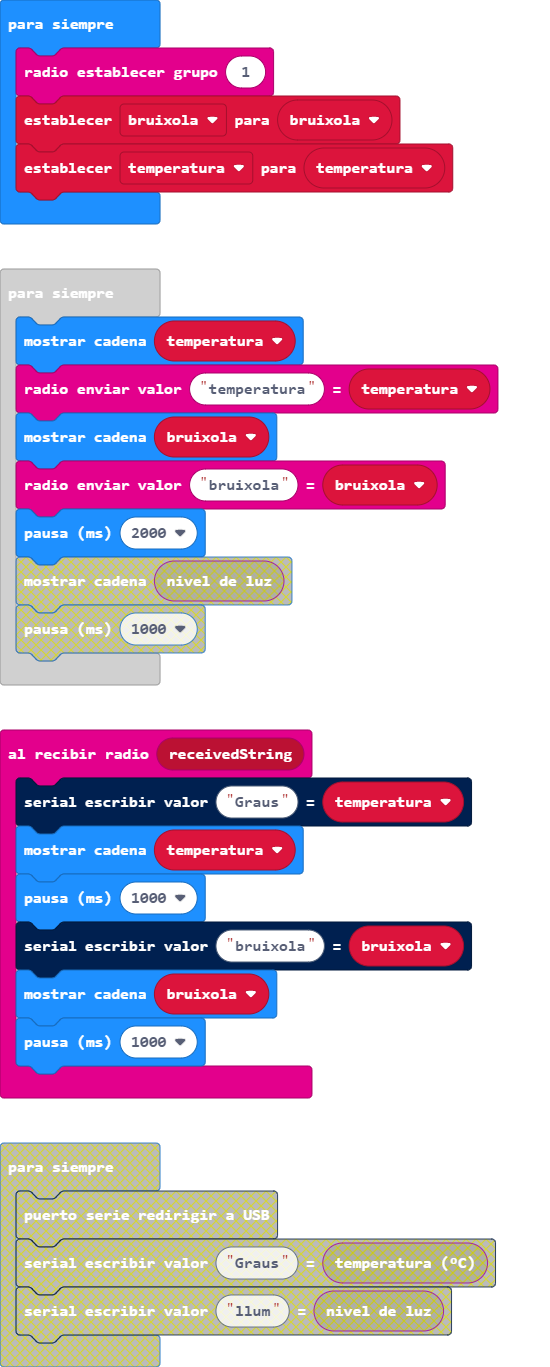 para siempre
radio establecer grupo 1
establecer bruixola para bruixola
establecer temperatura para temperatura
para siempre
mostrar cadena temperatura
radio enviar valor "temperatura" = temperatura
mostrar cadena bruixola
radio enviar valor "bruixola" = bruixola
pausa (ms) 2000
mostrar cadena nivel de luz
pausa (ms) 1000
al recibir radio receivedString
serial escribir valor "Graus" = temperatura
mostrar cadena temperatura
pausa (ms) 1000
serial escribir valor "bruixola" = bruixola
mostrar cadena bruixola
pausa (ms) 1000
para siempre
puerto serie redirigir a USB
serial escribir valor "Graus" = temperatura (ºC)
serial escribir valor "llum" = nivel de luz